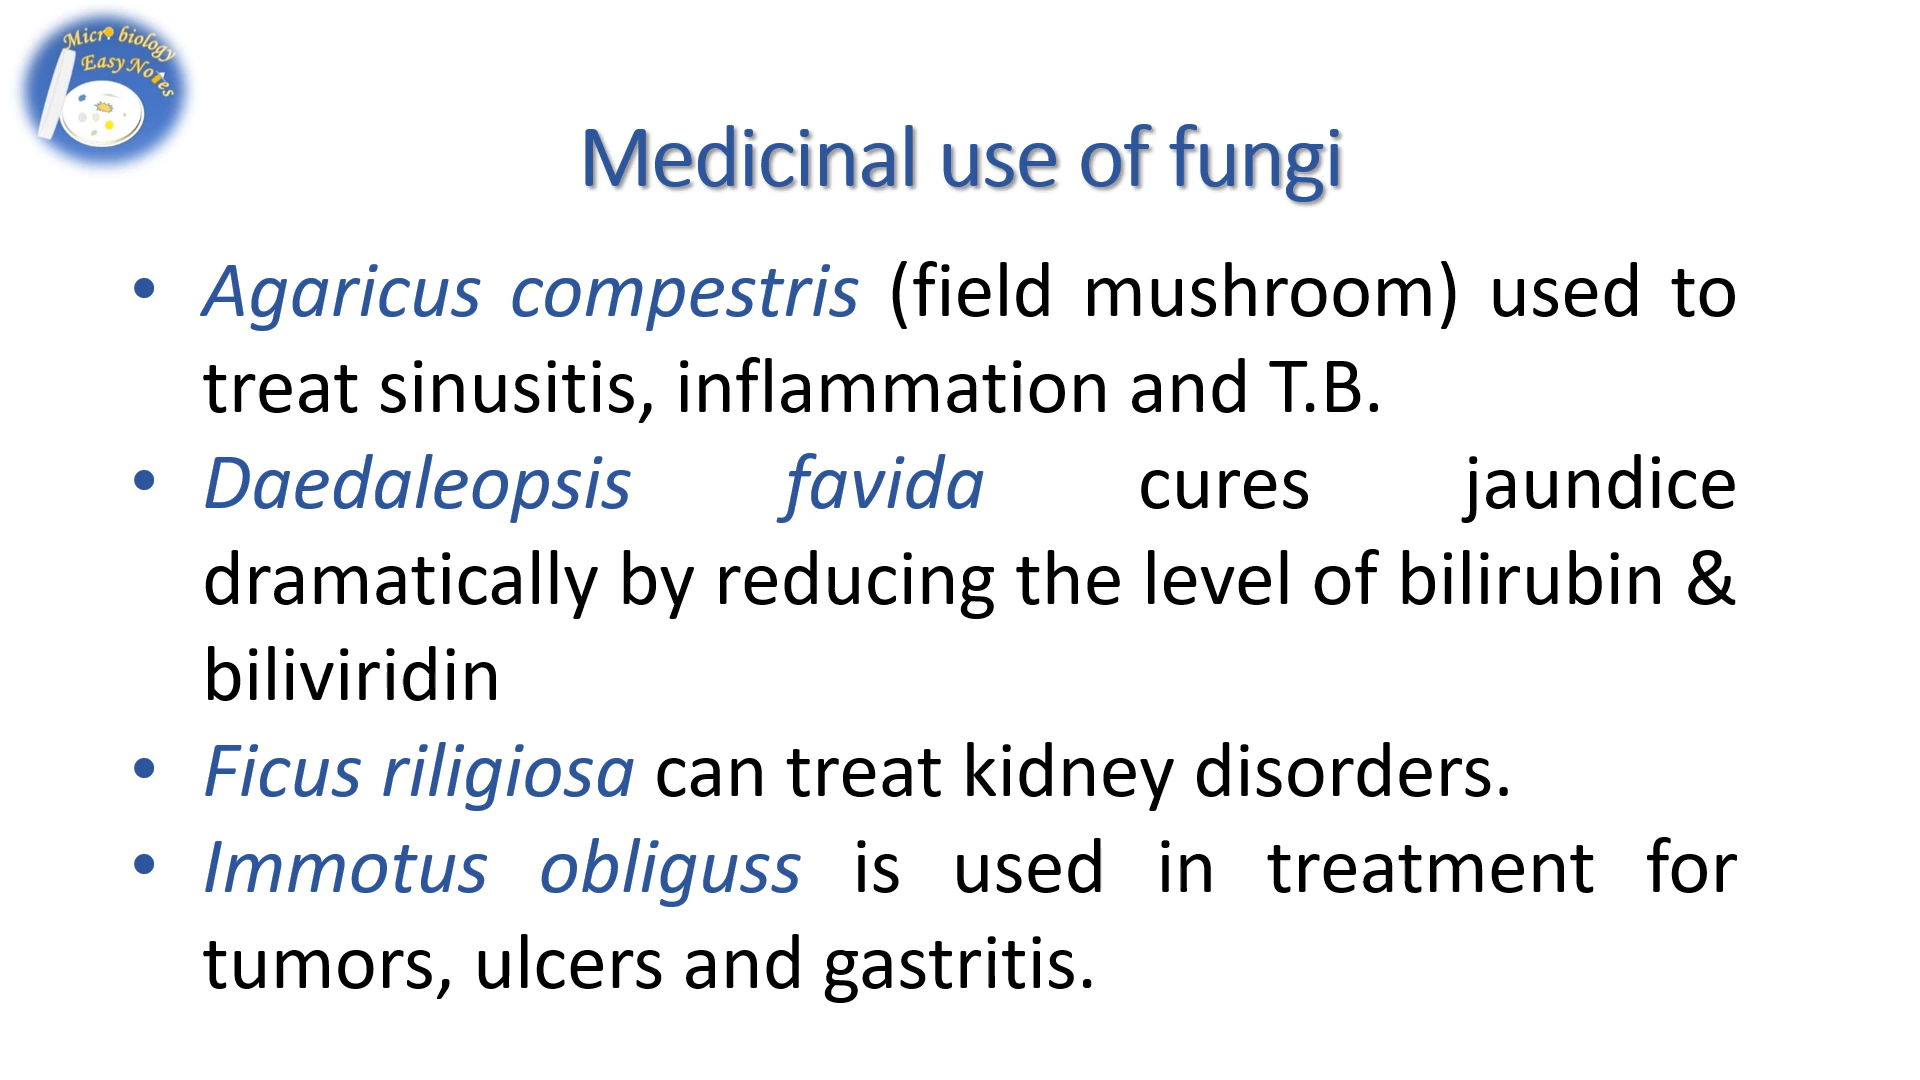 Micro biology
Easy Notes
Medicinal use of fungi
• Agaricus compestris (field mushroom) used to
treat sinusitis, inflammation and T.B.
• Daedaleopsis favida cures jaundice
dramatically by reducing the level of bilirubin &
biliviridin
• Ficus riligiosa can treat kidney disorders.
• Immotus obliguss is used in treatment for
tumors, ulcers and gastritis.